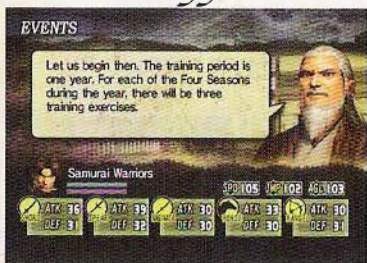 EVENTS
Let us begin then. The training period is
one year. For each of the Four Seasons
during the year, there will be three
training exercises.
Samurai Warriors
SPD 105 JMP 102 AGL 103
ATK 36 ATK 39 ATK 30 ATK 33 ATK 30
DEF 31 DEF 32 DEF 30 DEF 30 DEF 31